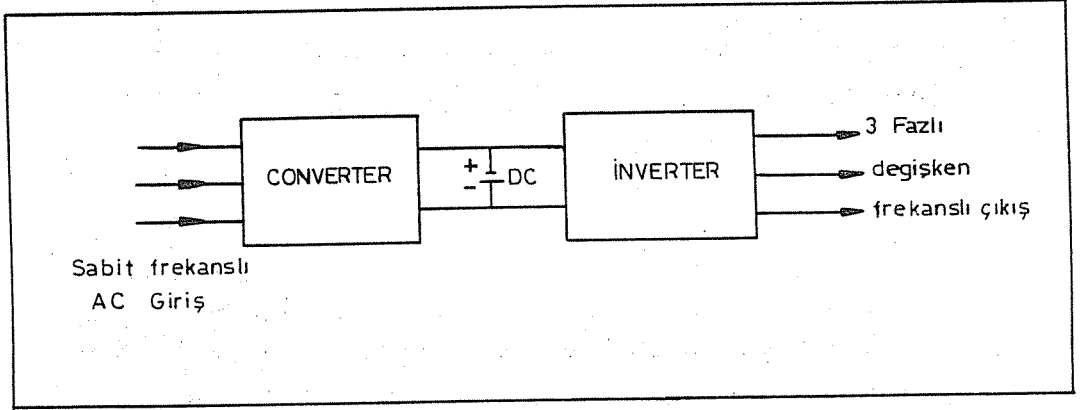 CONVERTER
+
-
DC
İNVERTER
3 Fazlı
degişken
frekanslı çıkış
Sabit frekanslı
AC Giriş